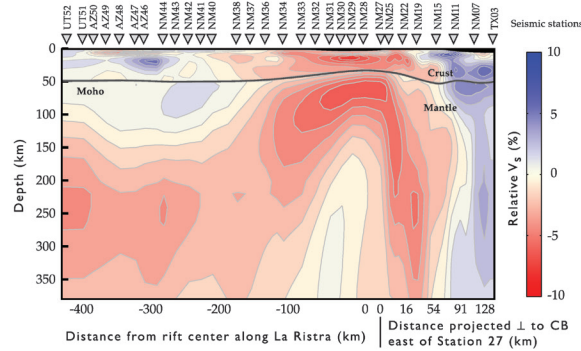 UT52 UT51 AZ50 AZ49 AZ48 AZ47 AZ46 NM44 NM43 NM42 NM41 NM40 NM38 NM37 NM36 NM34 NM33 NM32 NM31 NM30 NM29 NM28 NM27 NM25 NM22 NM19 NM15 NM11 NM07 TX03
Seismic stations
0
50
100
150
200
250
300
350
Depth (km)
Moho
Crust
Mantle
10
5
0
-5
-10
Relative Vs (%)
-400 -300 -200 -100 0 0 16 54 91 128
Distance from rift center along La Ristra (km)
Distance projected ⊥ to CB
east of Station 27 (km)